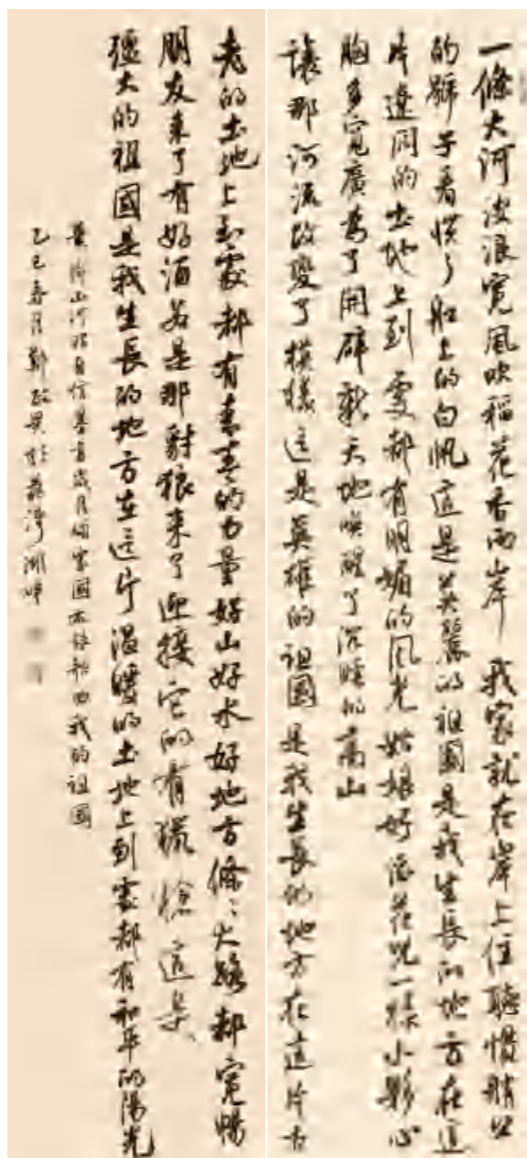 一條大河波浪寬風吹稻花香兩岸我家就在岸上住聽慣艄公
的號子看慣了船上的白帆這是美麗的祖國是我生長的地方在這
片遼闊的土地上到處都有明媚的風光姑娘好像花兒一樣小夥心
胸多寬廣為了開辟新天地喚醒了沉睡的高山
讓那河流改變了模樣這是英雄的祖國是我生長的地方在這片古
老的土地上到處都有青春的力量好山好水好地方條〻大路都寬暢
朋友來了有好酒若是那豺狼來了迎接它的有獵槍這是
強大的祖國是我生長的地方在這片溫暖的土地上到處都有和平的陽光
山河 自信 歲月 家國 我的祖國
乙巳春月鄭